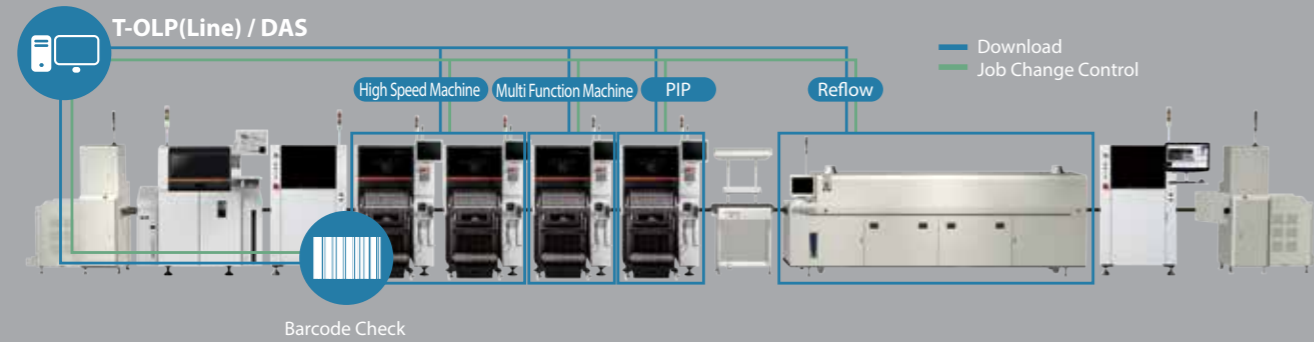 T-OLP(Line) / DAS
Download
Job Change Control
High Speed Machine
Multi Function Machine
PIP
Reflow
Barcode Check